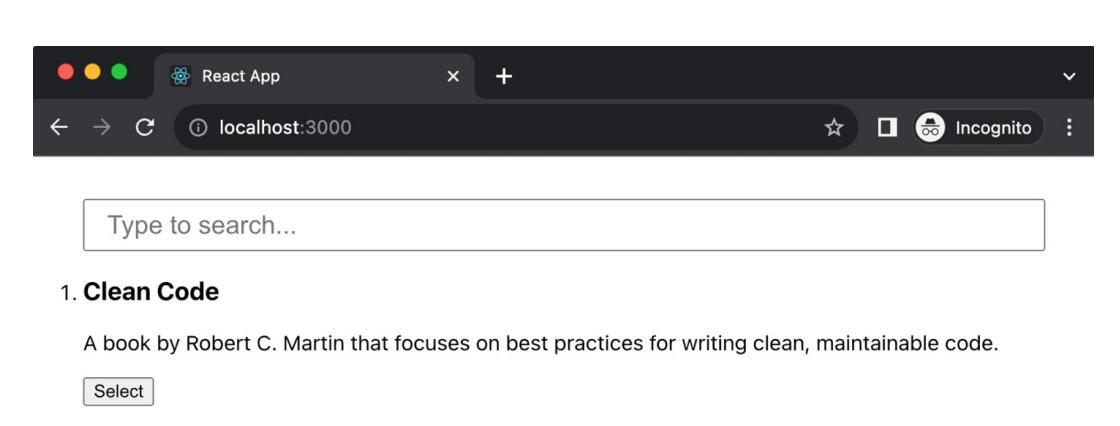 React App
localhost:3000
Incognito
Type to search...
1. Clean Code
A book by Robert C. Martin that focuses on best practices for writing clean, maintainable code.
Select